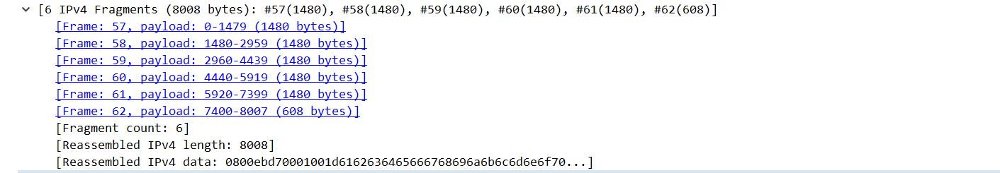 [6 IPv4 Fragments (8008 bytes): #57(1480), #58(1480), #59(1480), #60(1480), #61(1480), #62(608)]
[Frame: 57, payload: 0-1479 (1480 bytes)]
[Frame: 58, payload: 1480-2959 (1480 bytes)]
[Frame: 59, payload: 2960-4439 (1480 bytes)]
[Frame: 60, payload: 4440-5919 (1480 bytes)]
[Frame: 61, payload: 5920-7399 (1480 bytes)]
[Frame: 62, payload: 7400-8007 (608 bytes)]
[Fragment count: 6]
[Reassembled IPv4 length: 8008]
[Reassembled IPv4 data: 0800ebd70001001d6162636465666768696a6b6c6d6e6f70...]